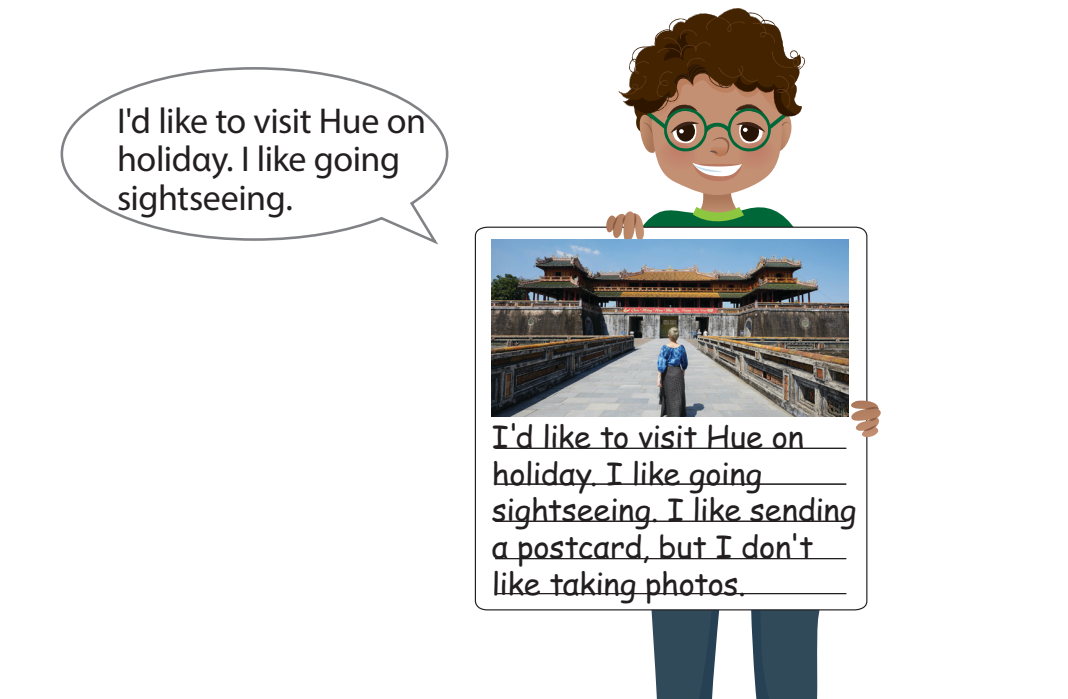 I'd like to visit Hue on
holiday. I like going
sightseeing.
I'd like to visit Hue on
holiday. I like going
sightseeing. I like sending
a postcard, but I don't
like taking photos.